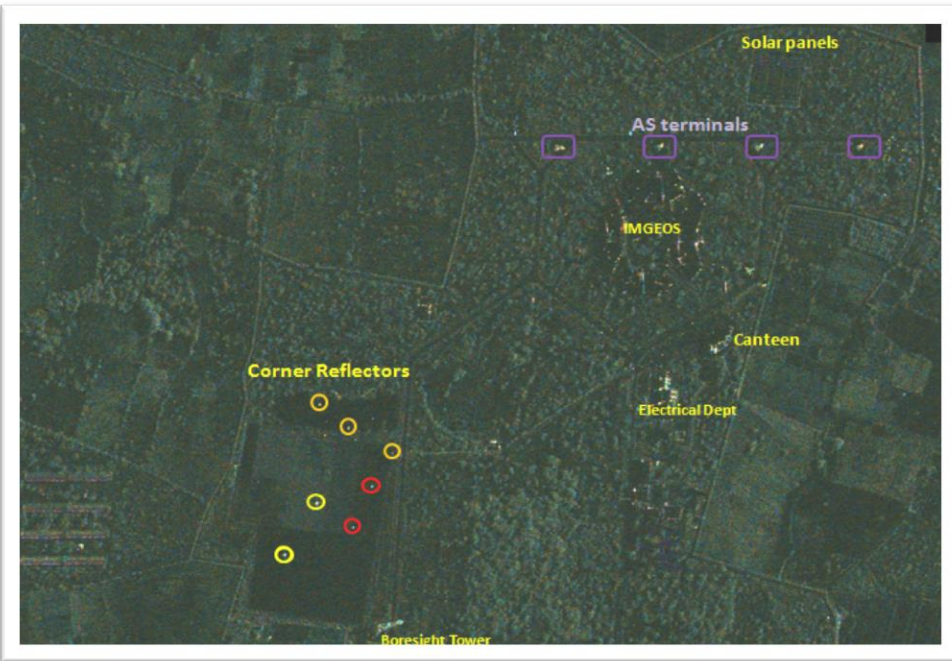 Solar panels
AS terminals
IMGEOS
Canteen
Corner Reflectors
Electrical Dept
Boresight Tower